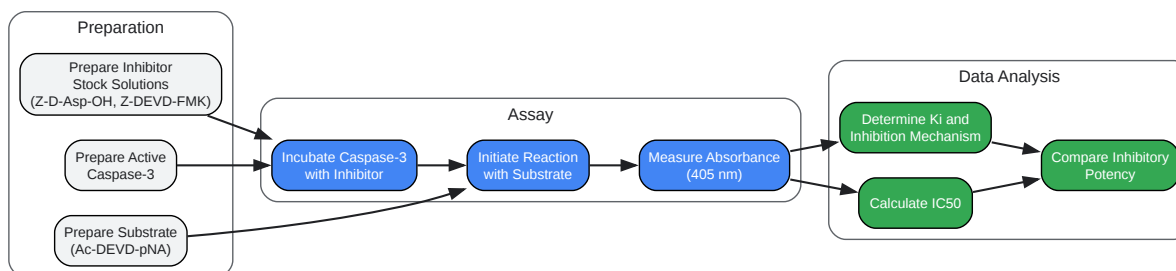 Preparation
Prepare Inhibitor
Stock Solutions
(Z-D-Asp-OH, Z-DEVD-FMK)
Prepare Active
Caspase-3
Prepare Substrate
(Ac-DEVD-pNA)
Assay
Incubate Caspase-3
with Inhibitor
Initiate Reaction
with Substrate
Measure Absorbance
(405 nm)
Data Analysis
Determine Ki and
Inhibition Mechanism
Calculate IC50
Compare Inhibitory
Potency